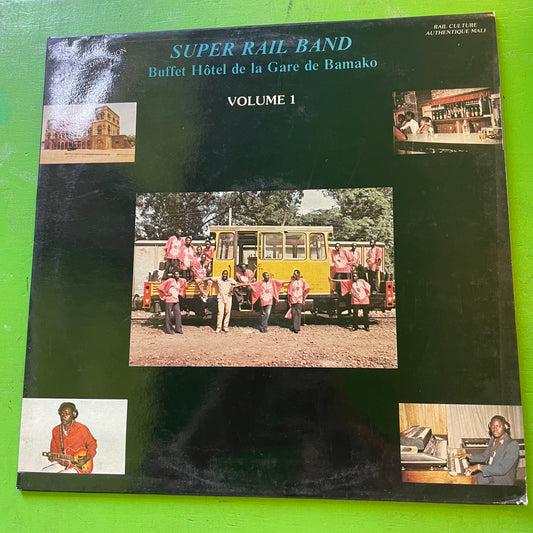 SUPER RAIL BAND
Buffet Hôtel de la Gare de Bamako
VOLUME 1
RAIL CULTURE
AUTHENTIQUE MALI